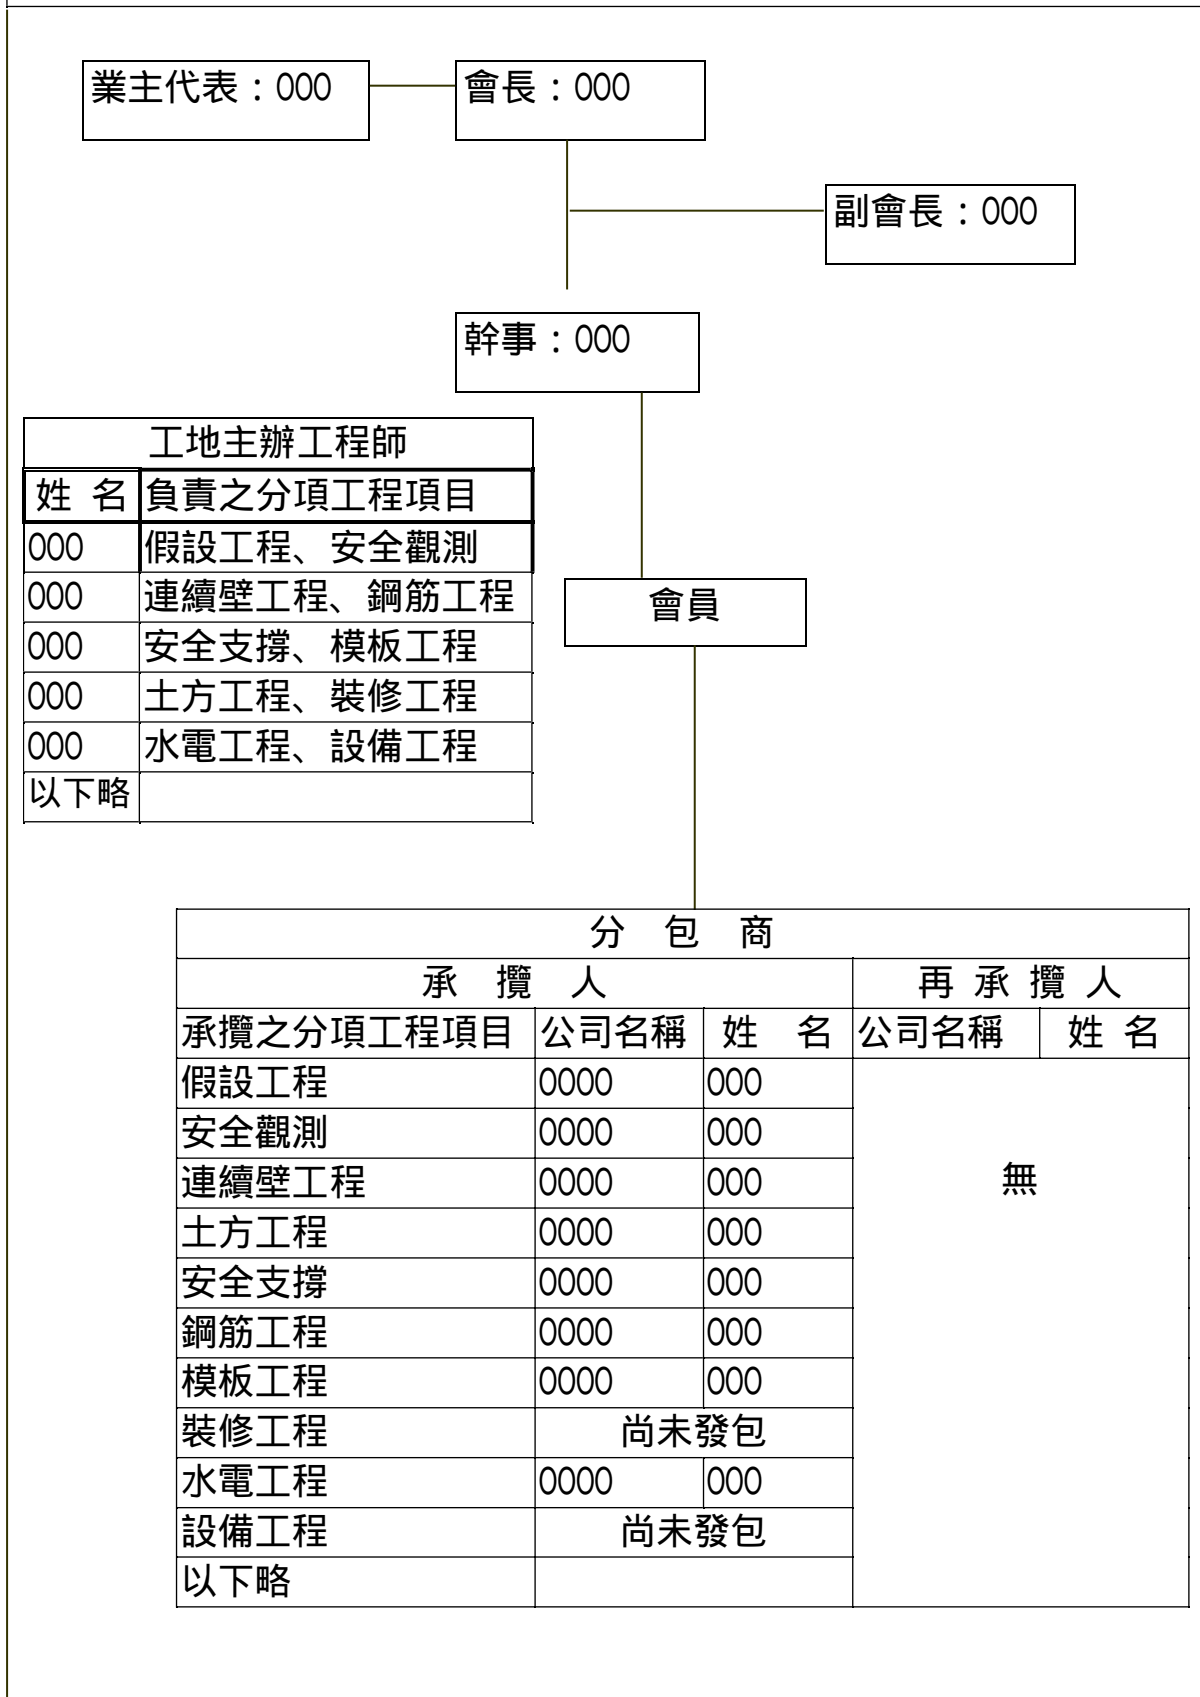 業主代表：000 會長：000
副會長：000
幹事：000
工地主辦工程師
姓 名 負責之分項工程項目
000 假設工程、安全觀測
000 連續壁工程、鋼筋工程
000 安全支撐、模板工程
000 土方工程、裝修工程
000 水電工程、設備工程
以下略
會員
分 包 商
承 攬 人 再 承 攬 人
承攬之分項工程項目 公司名稱 姓 名 公司名稱 姓 名
假設工程 0000 000
安全觀測 0000 000
連續壁工程 0000 000 無
土方工程 0000 000
安全支撐 0000 000
鋼筋工程 0000 000
模板工程 0000 000
裝修工程 尚未發包
水電工程 0000 000
設備工程 尚未發包
以下略